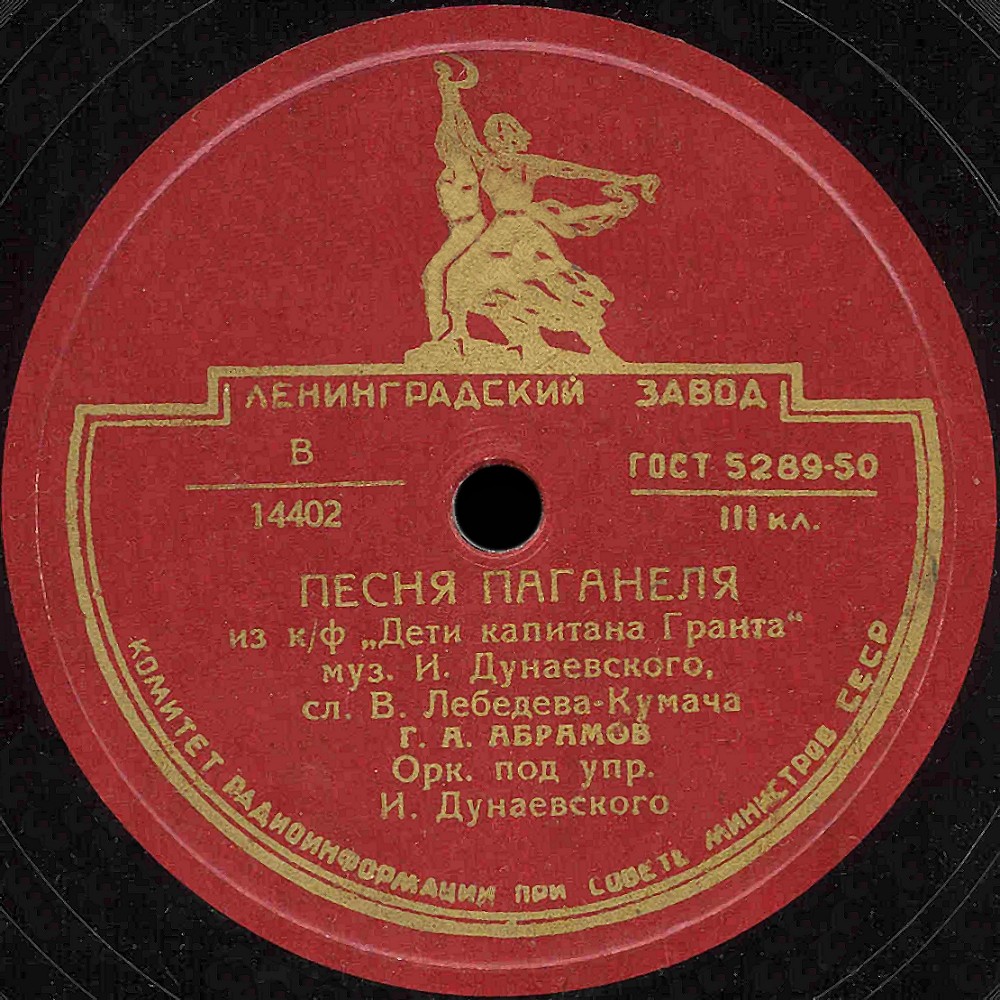 ЛЕНИНГРАДСКИЙ ЗАВОД
В
14402
ГОСТ 5289-50
III кл.
ПЕСНЯ ПАГАНЕЛЯ
из к/ф „Дети капитана Гранта“
муз. И. Дунаевского,
сл. В. Лебедева-Кумача
Г. А. АБРАМОВ
Орк. под упр.
И. Дунаевского
КОМИТЕТ РАДИОИНФОРМАЦИИ ПРИ СОВЕТЕ МИНИСТРОВ СССР